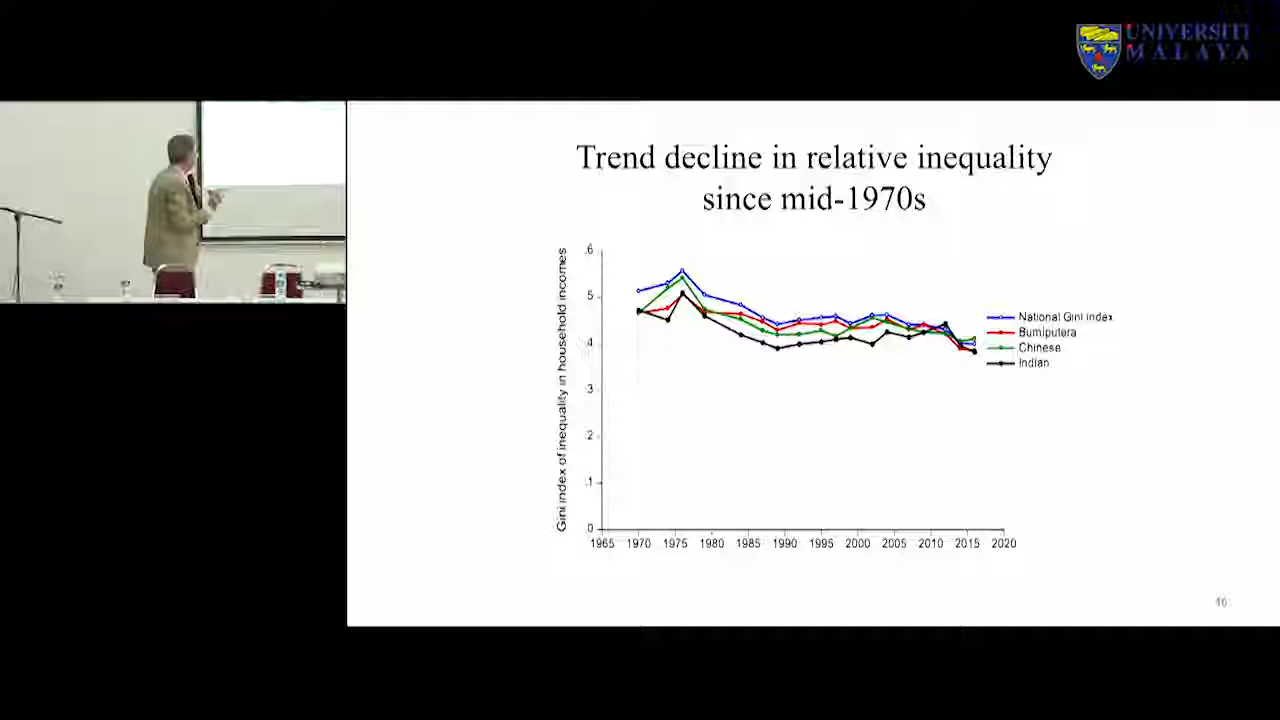 UNIVERSITI
MALAYA
Trend decline in relative inequality
since mid-1970s
Gini index of inequality in household incomes
.6
.5
.4
.3
.2
.1
0
1965 1970 1975 1980 1985 1990 1995 2000 2005 2010 2015 2020
National Gini index
Bumiputera
Chinese
Indian
46